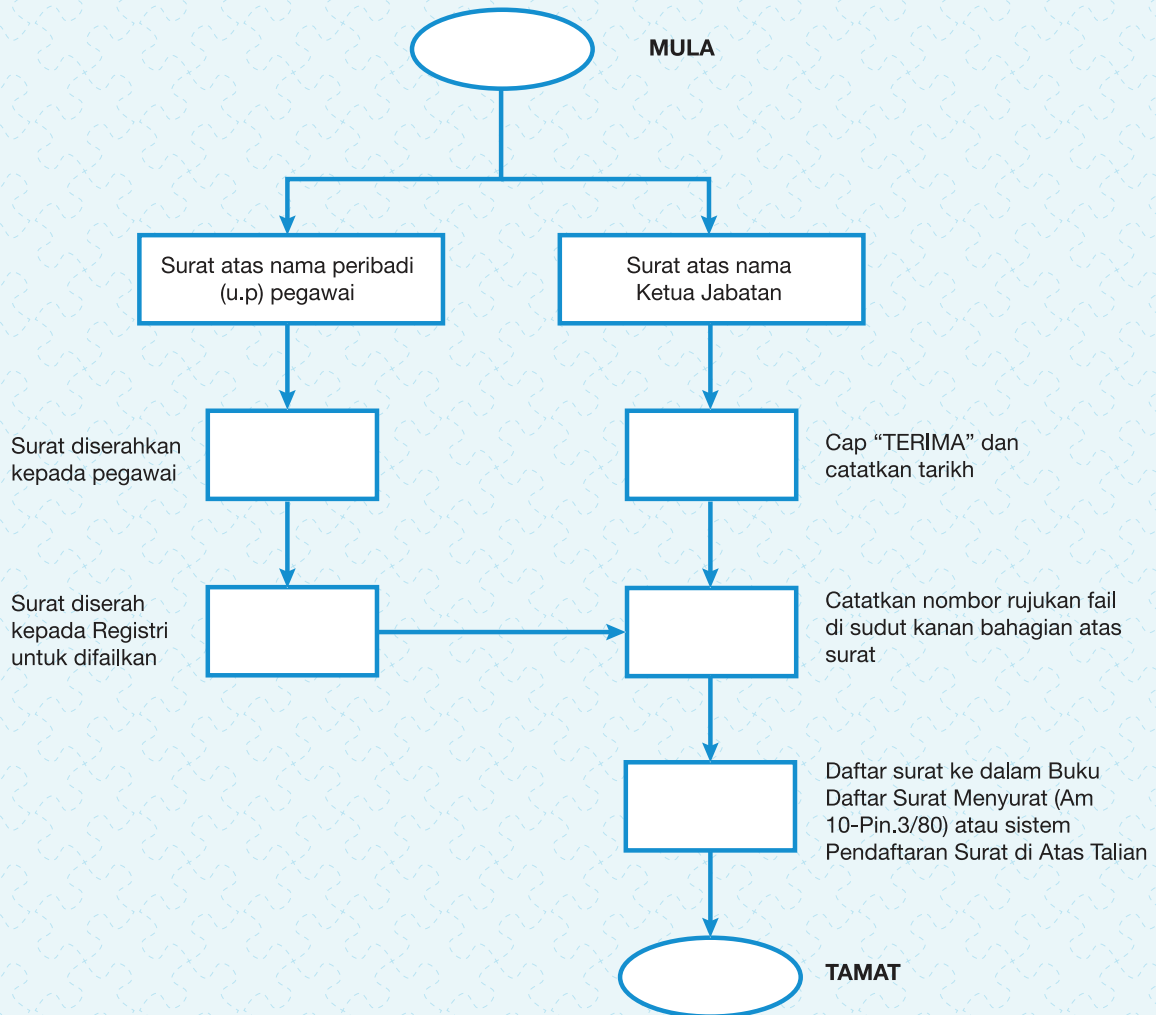 MULA
Surat atas nama peribadi
(u.p) pegawai
Surat atas nama
Ketua Jabatan
Surat diserahkan
kepada pegawai
Cap “TERIMA” dan
catatkan tarikh
Surat diserah
kepada Registri
untuk difailkan
Catatkan nombor rujukan fail
di sudut kanan bahagian atas
surat
Daftar surat ke dalam Buku
Daftar Surat Menyurat (Am
10-Pin.3/80) atau sistem
Pendaftaran Surat di Atas Talian
TAMAT